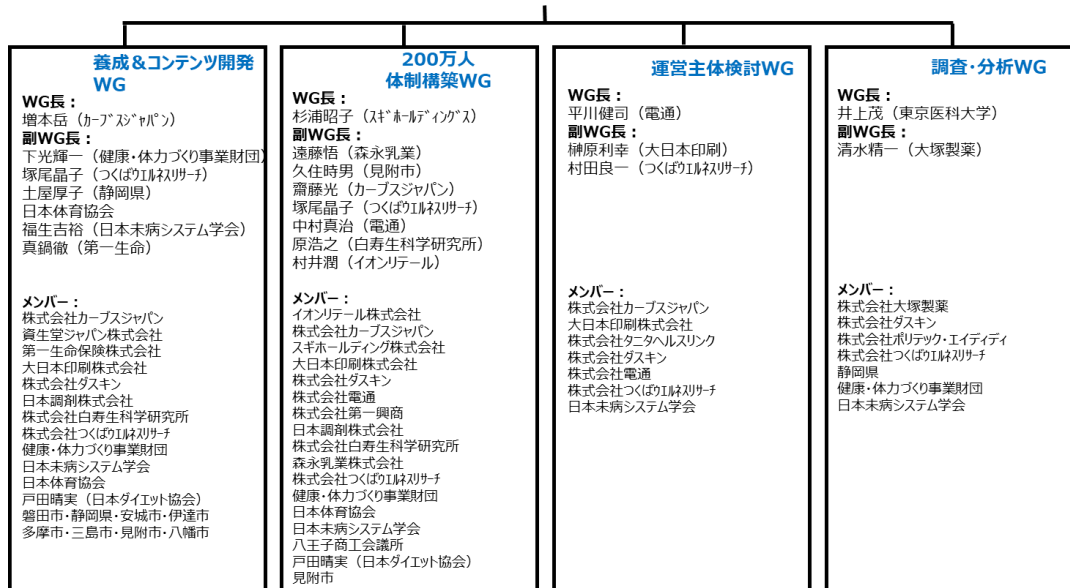 養成&コンテンツ開発
WG
WG長：
増本岳（ｶｰﾌﾞｽｼﾞｬﾊﾟﾝ）
副WG長：
下光輝一（健康・体力づくり事業財団）
塚尾晶子（つくばｳｴﾙﾈｽﾘｻｰﾁ）
土屋厚子（静岡県）
日本体育協会
福生吉裕（日本未病システム学会）
真鍋徹（第一生命）
メンバー：
株式会社カーブスジャパン
資生堂ジャパン株式会社
第一生命保険株式会社
大日本印刷株式会社
株式会社ダスキン
日本調剤株式会社
株式会社白寿生科学研究所
株式会社つくばｳｴﾙﾈｽﾘｻｰﾁ
健康・体力づくり事業財団
日本未病システム学会
日本体育協会
戸田晴実（日本ダイエット協会）
磐田市・静岡県・安城市・伊達市
多摩市・三島市・見附市・八幡市
200万人
体制構築WG
WG長：
杉浦昭子（ｽｷﾞﾎｰﾙﾃﾞｨﾝｸﾞｽ）
副WG長：
遠藤悟（森永乳業）
久住時男（見附市）
齋藤光（カーブスジャパン）
塚尾晶子（つくばｳｴﾙﾈｽﾘｻｰﾁ）
中村真治（電通）
原浩之（白寿生科学研究所）
村井潤（イオンリテール）
メンバー：
イオンリテール株式会社
株式会社カーブスジャパン
スギホールディング株式会社
大日本印刷株式会社
株式会社ダスキン
株式会社電通
株式会社第一興商
日本調剤株式会社
株式会社白寿生科学研究所
森永乳業株式会社
株式会社つくばｳｴﾙﾈｽﾘｻｰﾁ
健康・体力づくり事業財団
日本体育協会
日本未病システム学会
八王子商工会議所
戸田晴実（日本ダイエット協会）
見附市
運営主体検討WG
WG長：
平川健司（電通）
副WG長：
榊原利幸（大日本印刷）
村田良一（つくばｳｴﾙﾈｽﾘｻｰﾁ）
メンバー：
株式会社カーブスジャパン
大日本印刷株式会社
株式会社タニタヘルスリンク
株式会社ダスキン
株式会社電通
株式会社つくばｳｴﾙﾈｽﾘｻｰﾁ
日本未病システム学会
調査・分析WG
WG長：
井上茂（東京医科大学）
副WG長：
清水精一（大塚製薬）
メンバー：
株式会社大塚製薬
株式会社ダスキン
株式会社ポリテック・エイディディ
株式会社つくばｳｴﾙﾈｽﾘｻｰﾁ
静岡県
健康・体力づくり事業財団
日本未病システム学会